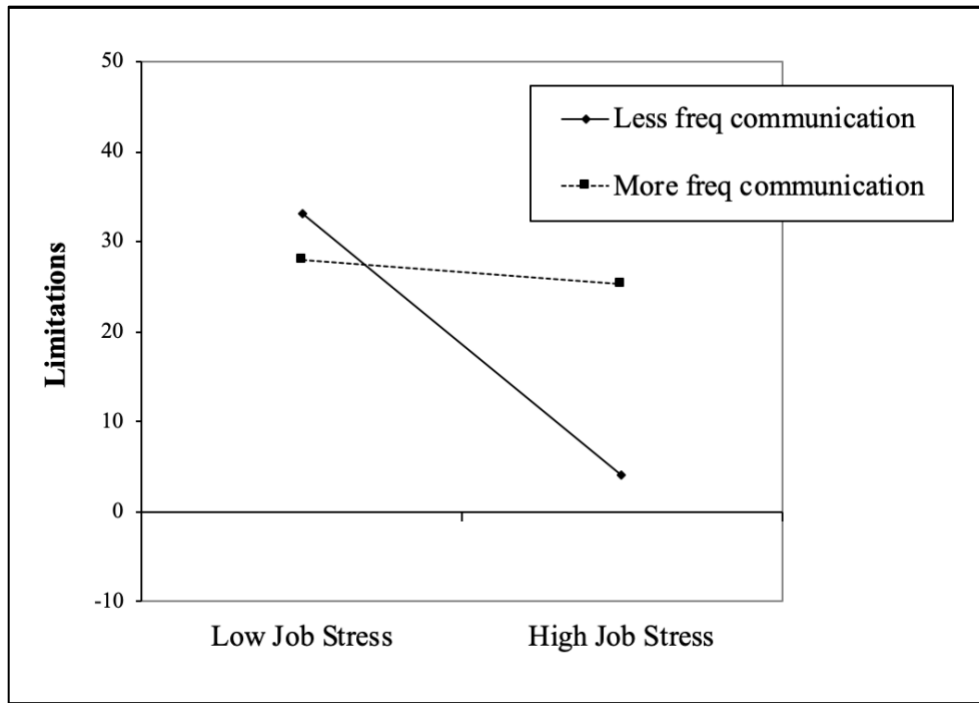 50
Less freq communication
40
More freq communication
30
Limitations
20
10
0
-10
Low Job Stress
High Job Stress